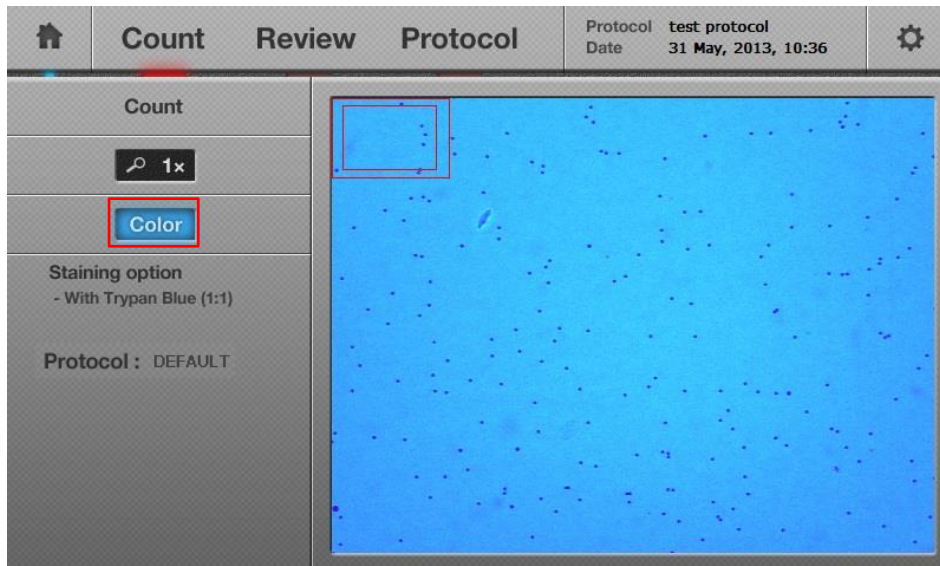 Count Review Protocol
Protocol test protocol
Date 31 May, 2013, 10:36
Count
1×
Color
Staining option
- With Trypan Blue (1:1)
Protocol : DEFAULT